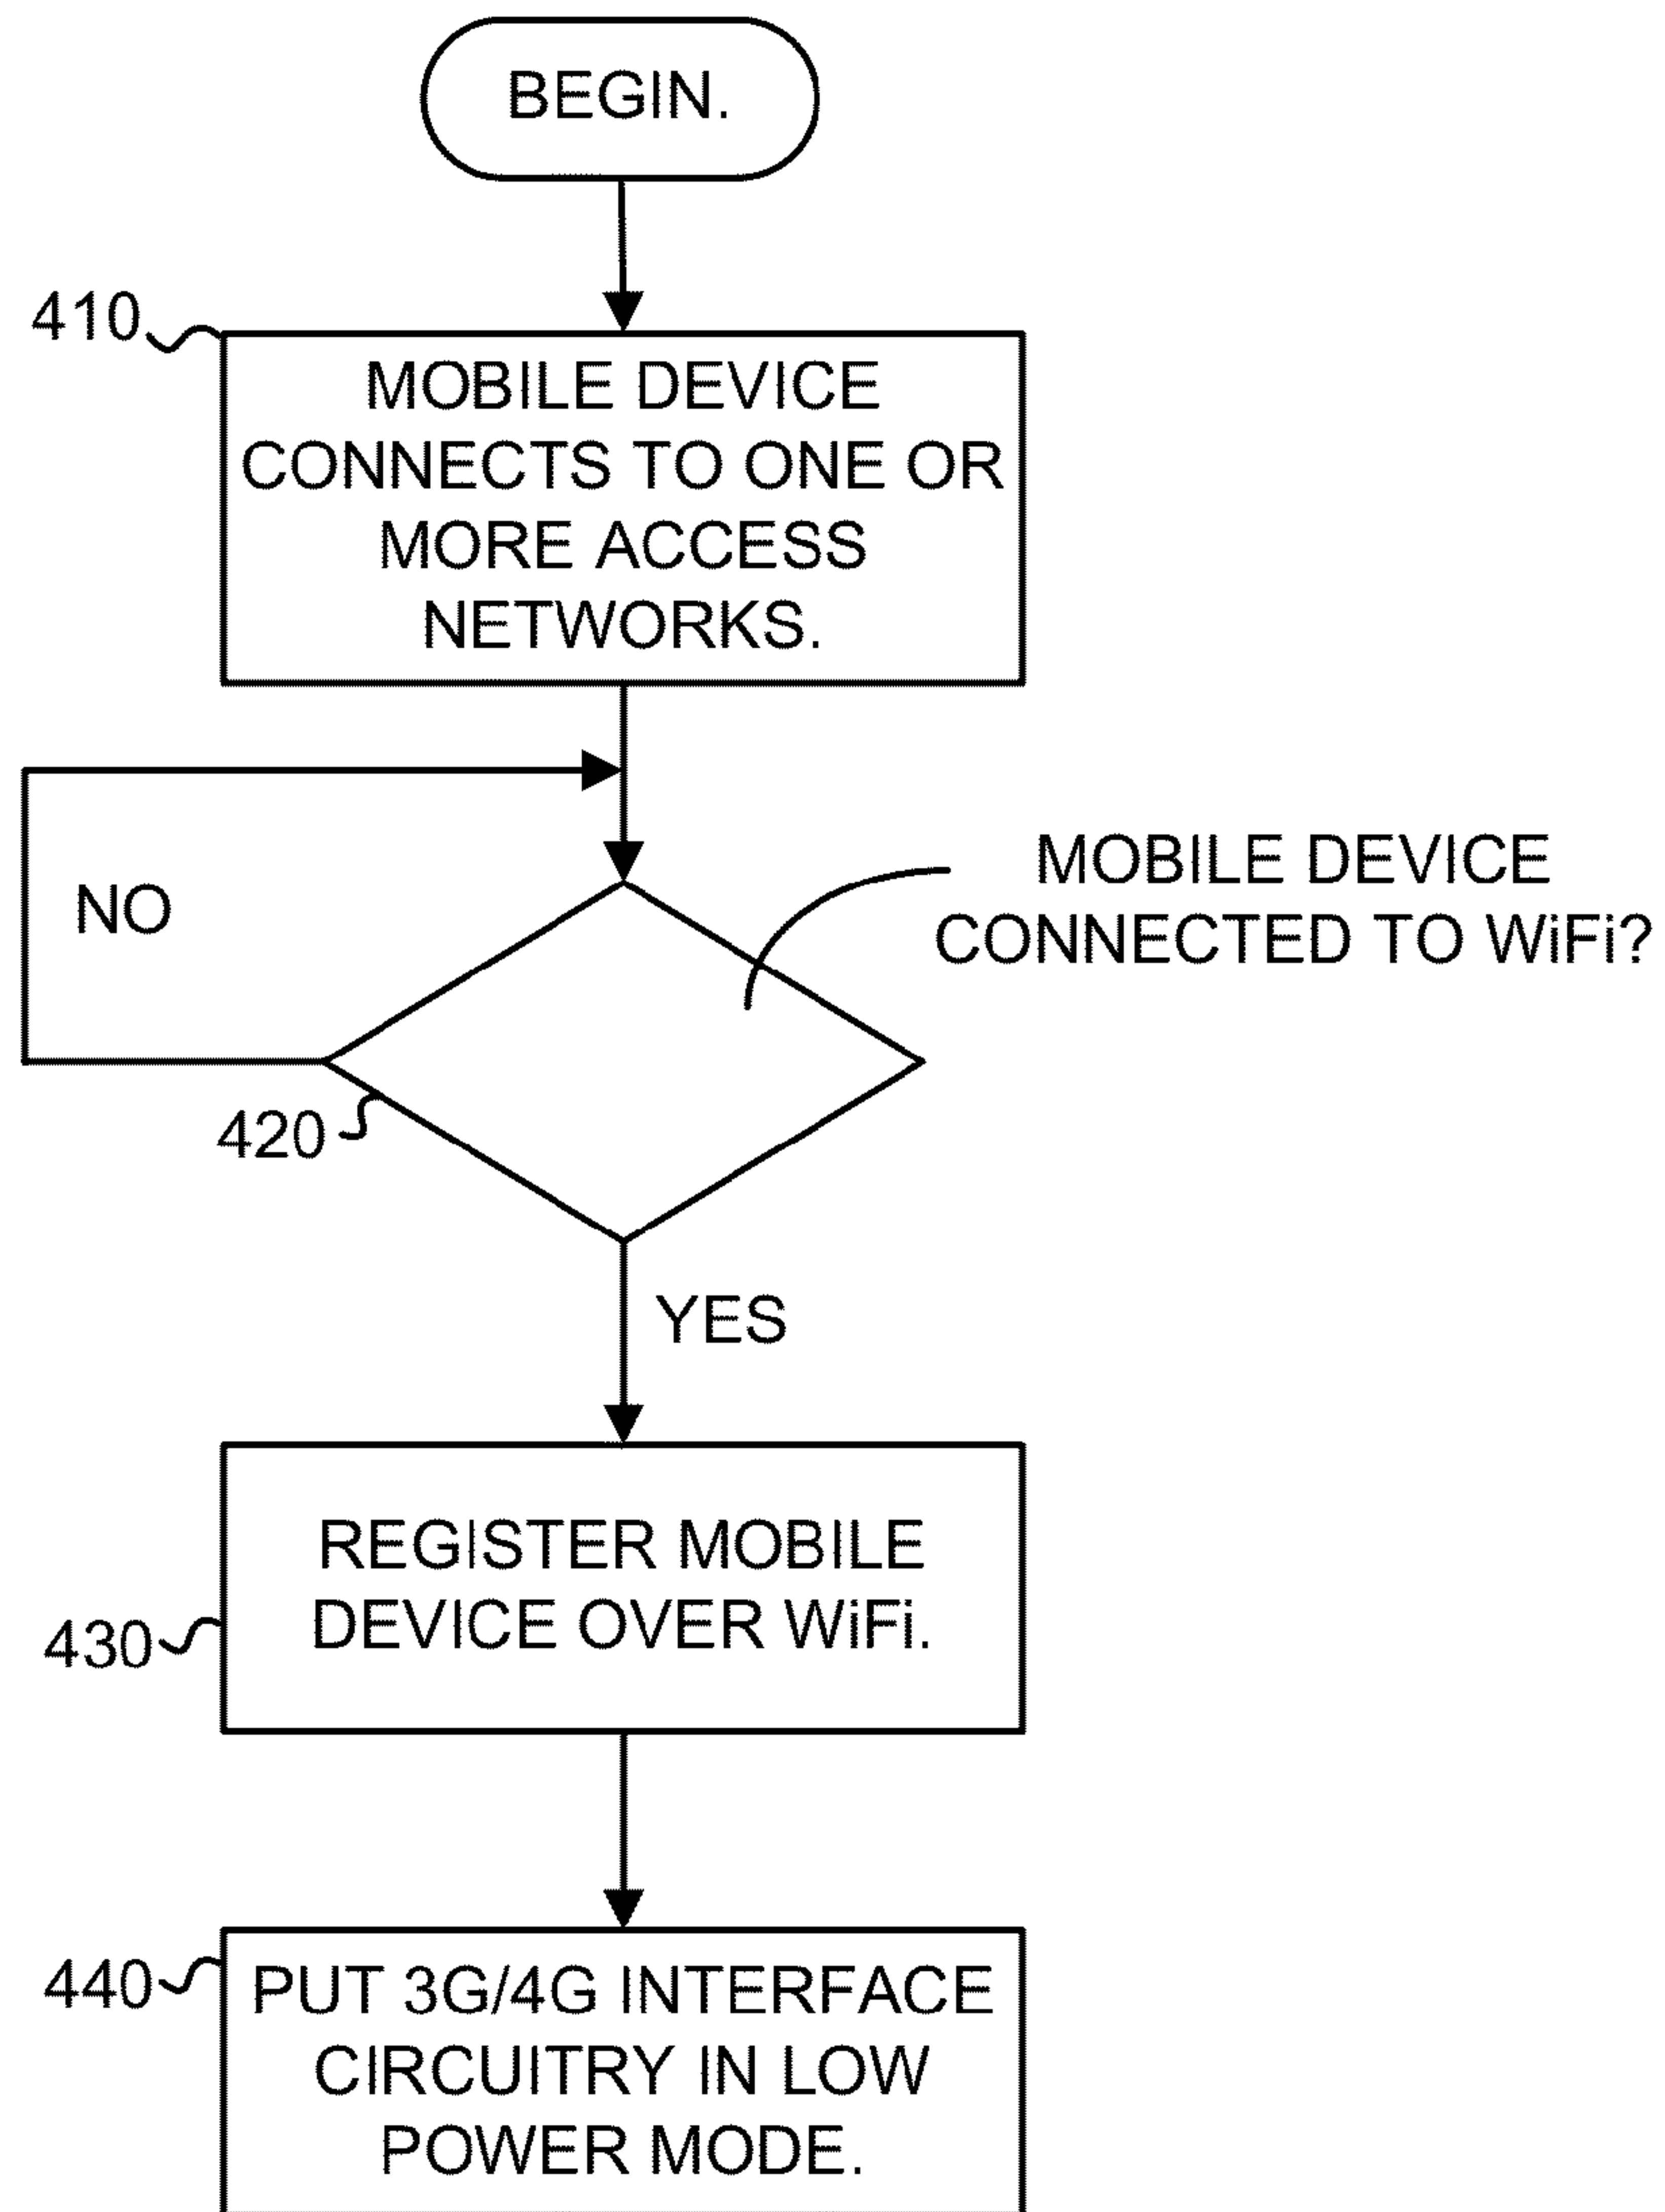 BEGIN.
410
MOBILE DEVICE
CONNECTS TO ONE OR
MORE ACCESS
NETWORKS.
NO
MOBILE DEVICE
CONNECTED TO WiFi?
420
YES
REGISTER MOBILE
DEVICE OVER WiFi.
430
440
PUT 3G/4G INTERFACE
CIRCUITRY IN LOW
POWER MODE.